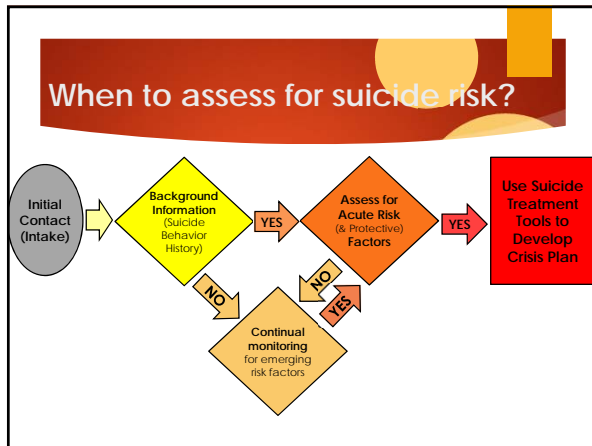 When to assess for suicide risk?
Initial
Contact
(Intake)
Background
Information
(Suicide
Behavior
History)
YES
Assess for
Acute Risk
(& Protective)
Factors
YES
Use Suicide
Treatment
Tools to
Develop
Crisis Plan
NO
NO
YES
Continual
monitoring
for emerging
risk factors